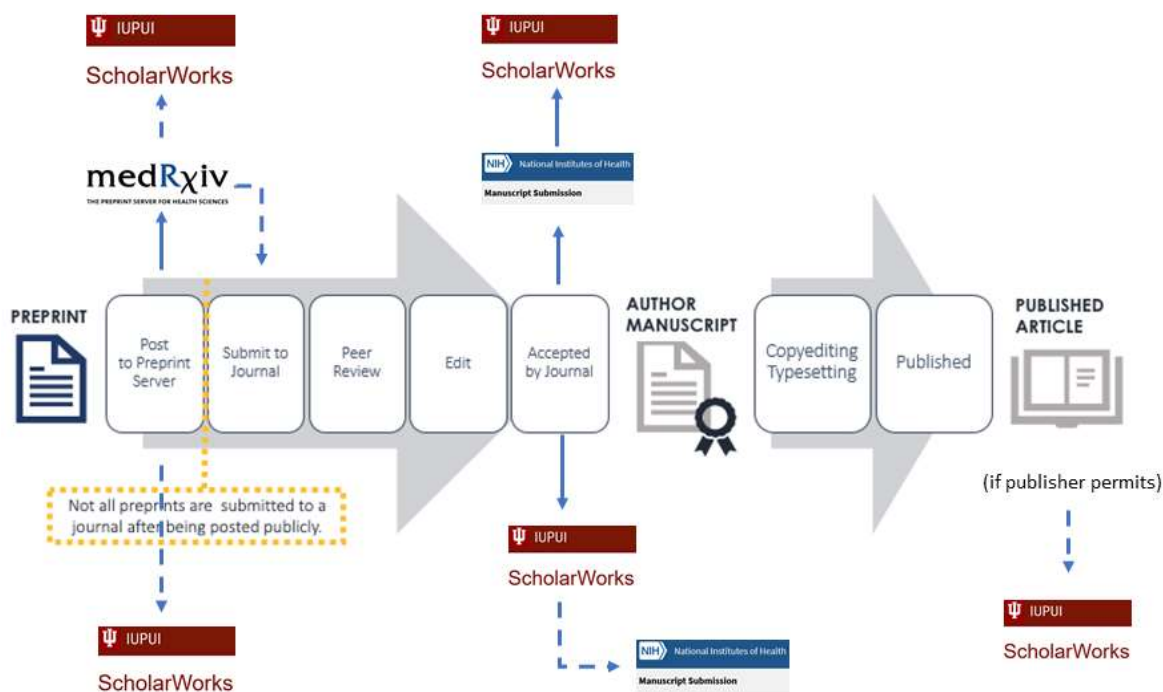 IUPUI
ScholarWorks
IUPUI
ScholarWorks
medRχiv
THE PREPRINT SERVER FOR HEALTH SCIENCES
NIH National Institutes of Health
Manuscript Submission
PREPRINT
Post
to Preprint
Server
Submit to
Journal
Peer
Review
Edit
Accepted
by Journal
AUTHOR
MANUSCRIPT
Copyediting
Typesetting
Published
PUBLISHED
ARTICLE
Not all preprints are submitted to a
journal after being posted publicly.
(if publisher permits)
IUPUI
ScholarWorks
IUPUI
ScholarWorks
NIH National Institutes of Health
Manuscript Submission
IUPUI
ScholarWorks